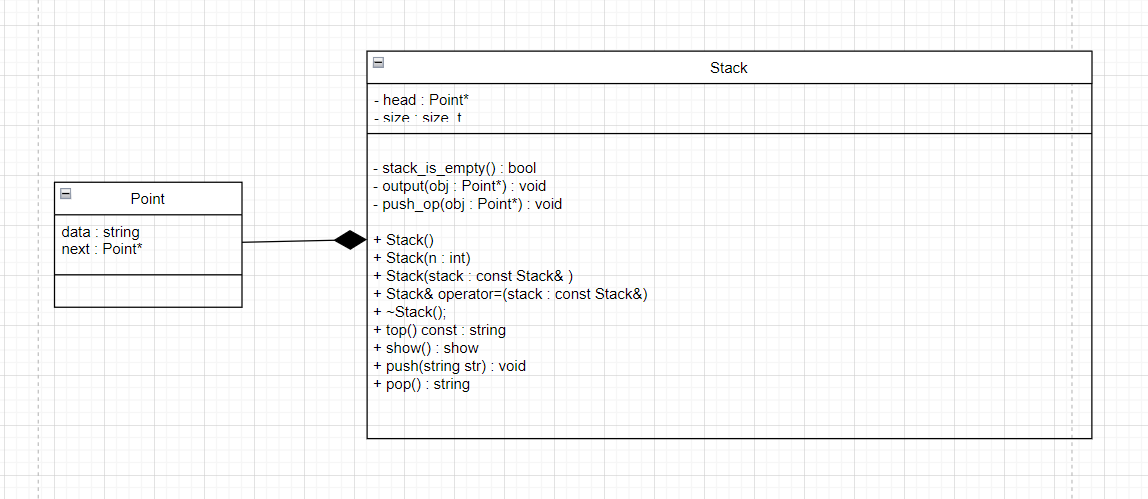 Stack
- head : Point*
- size : size_t
- stack_is_empty() : bool
- output(obj : Point*) : void
- push_op(obj : Point*) : void
+ Stack()
+ Stack(n : int)
+ Stack(stack : const Stack& )
+ Stack& operator=(stack : const Stack&)
+ ~Stack();
+ top() const : string
+ show() : show
+ push(string str) : void
+ pop() : string
Point
data : string
next : Point*